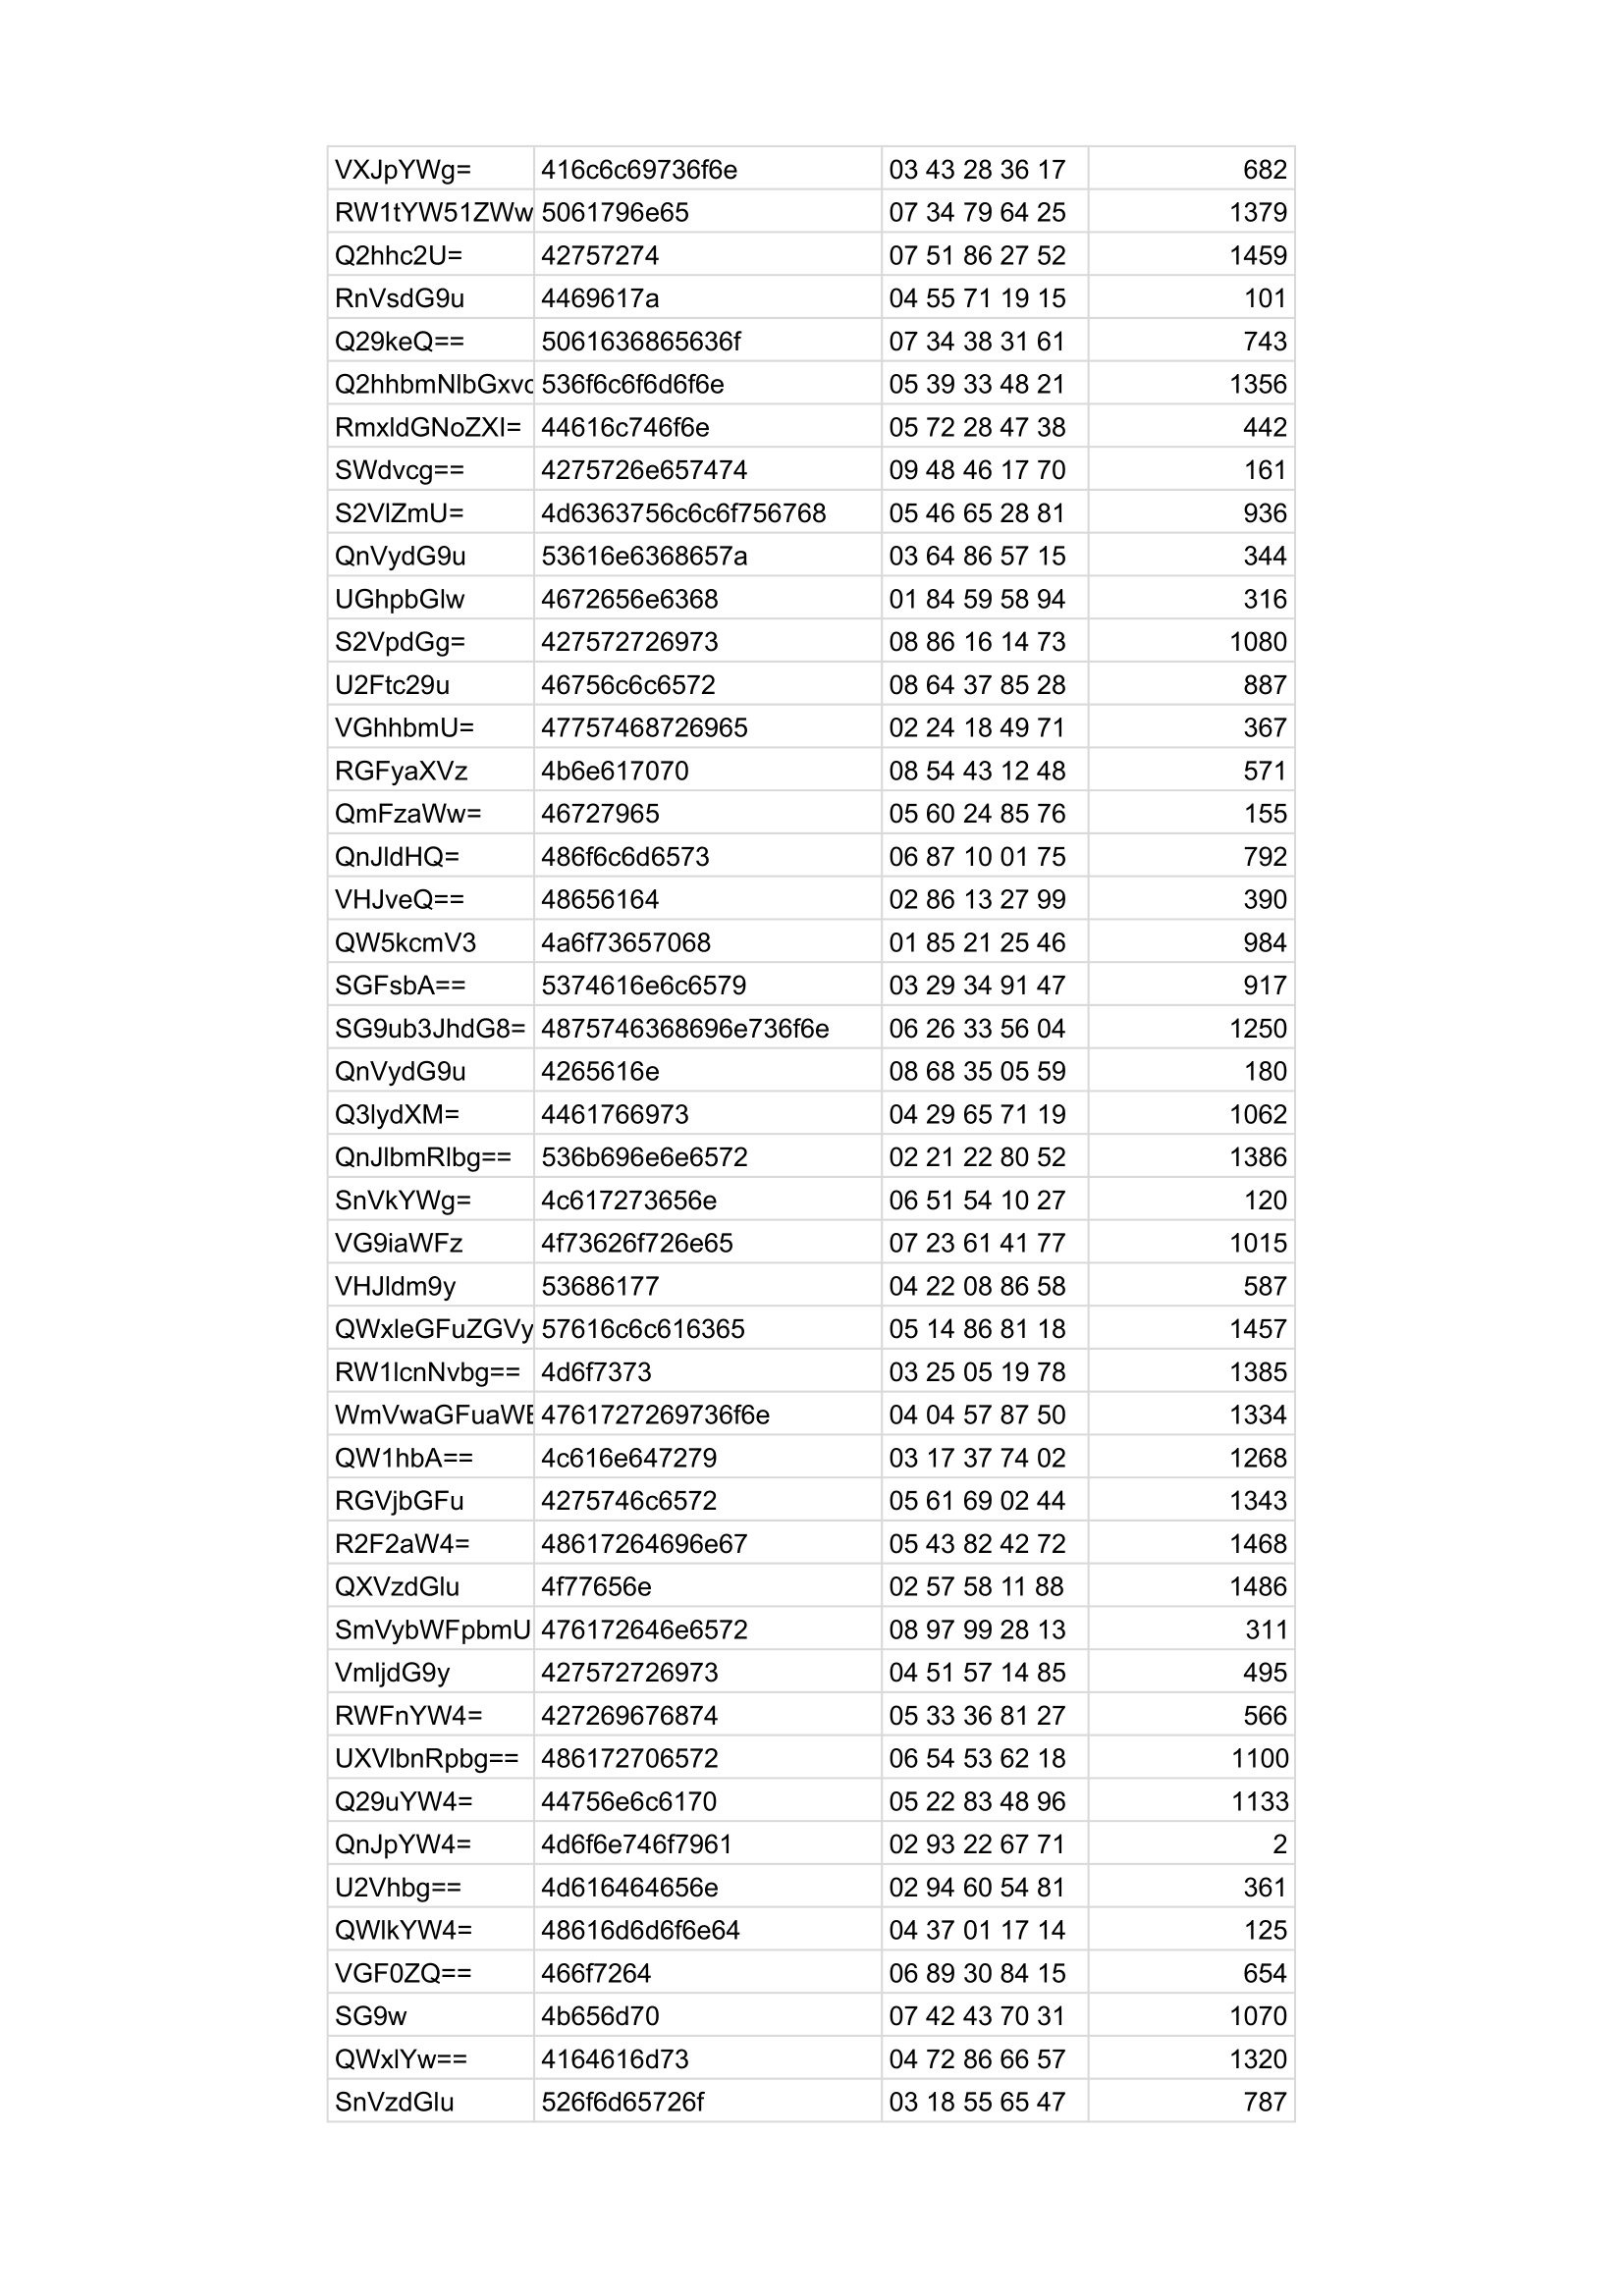 VXJpYWg= 416c6c69736f6e 03 43 28 36 17 682
RW1tYW51ZWw 5061796e65 07 34 79 64 25 1379
Q2hhc2U= 42757274 07 51 86 27 52 1459
RnVsdG9u 4469617a 04 55 71 19 15 101
Q29keQ== 5061636865636f 07 34 38 31 61 743
Q2hhbmNlbGxvc 536f6c6f6d6f6e 05 39 33 48 21 1356
RmxldGNoZXI= 44616c746f6e 05 72 28 47 38 442
SWdvcg== 4275726e657474 09 48 46 17 70 161
S2VlZmU= 4d6363756c6c6f756768 05 46 65 28 81 936
QnVydG9u 53616e6368657a 03 64 86 57 15 344
UGhpbGlw 4672656e6368 01 84 59 58 94 316
S2VpdGg= 427572726973 08 86 16 14 73 1080
U2Ftc29u 46756c6c6572 08 64 37 85 28 887
VGhhbmU= 47757468726965 02 24 18 49 71 367
RGFyaXVz 4b6e617070 08 54 43 12 48 571
QmFzaWw= 46727965 05 60 24 85 76 155
QnJldHQ= 486f6c6d6573 06 87 10 01 75 792
VHJveQ== 48656164 02 86 13 27 99 390
QW5kcmV3 4a6f73657068 01 85 21 25 46 984
SGFsbA== 5374616e6c6579 03 29 34 91 47 917
SG9ub3JhdG8= 4875746368696e736f6e 06 26 33 56 04 1250
QnVydG9u 4265616e 08 68 35 05 59 180
Q3lydXM= 4461766973 04 29 65 71 19 1062
QnJlbmRlbg== 536b696e6e6572 02 21 22 80 52 1386
SnVkYWg= 4c617273656e 06 51 54 10 27 120
VG9iaWFz 4f73626f726e65 07 23 61 41 77 1015
VHJldm9y 53686177 04 22 08 86 58 587
QWxleGFuZGVy 57616c6c616365 05 14 86 81 18 1457
RW1lcnNvbg== 4d6f7373 03 25 05 19 78 1385
WmVwaGFuaWE 4761727269736f6e 04 04 57 87 50 1334
QW1hbA== 4c616e647279 03 17 37 74 02 1268
RGVjbGFu 4275746c6572 05 61 69 02 44 1343
R2F2aW4= 48617264696e67 05 43 82 42 72 1468
QXVzdGlu 4f77656e 02 57 58 11 88 1486
SmVybWFpbmU 476172646e6572 08 97 99 28 13 311
VmljdG9y 427572726973 04 51 57 14 85 495
RWFnYW4= 427269676874 05 33 36 81 27 566
UXVlbnRpbg== 486172706572 06 54 53 62 18 1100
Q29uYW4= 44756e6c6170 05 22 83 48 96 1133
QnJpYW4= 4d6f6e746f7961 02 93 22 67 71 2
U2Vhbg== 4d616464656e 02 94 60 54 81 361
QWlkYW4= 48616d6d6f6e64 04 37 01 17 14 125
VGF0ZQ== 466f7264 06 89 30 84 15 654
SG9w 4b656d70 07 42 43 70 31 1070
QWxlYw== 4164616d73 04 72 86 66 57 1320
SnVzdGlu 526f6d65726f 03 18 55 65 47 787